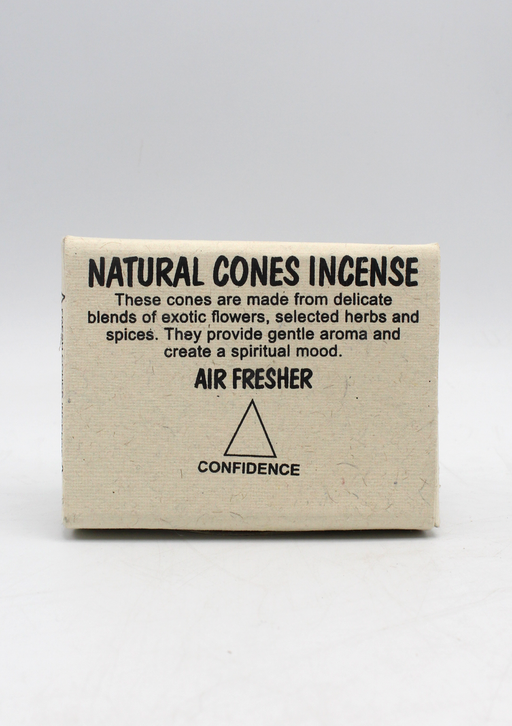 NATURAL CONES INCENSE
These cones are made from delicate
blends of exotic flowers, selected herbs and
spices. They provide gentle aroma and
create a spiritual mood.
AIR FRESHER
CONFIDENCE